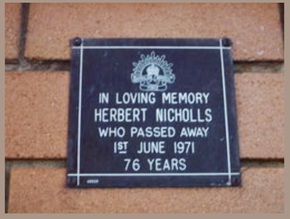 IN LOVING MEMORY
HERBERT NICHOLLS
WHO PASSED AWAY
1ST JUNE 1971
76 YEARS